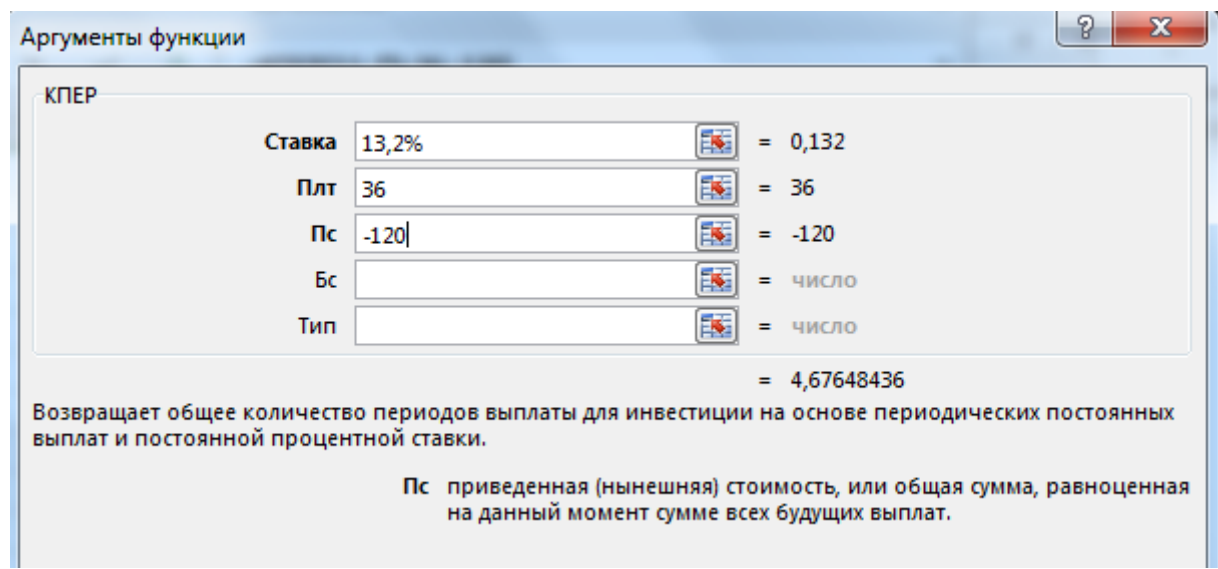 Аргументы функции
КПЕР
Ставка 13,2% = 0,132
Плт 36 = 36
Пс -120 = -120
Бс = число
Тип = число
= 4,67648436
Возвращает общее количество периодов выплаты для инвестиции на основе периодических постоянных
выплат и постоянной процентной ставки.
Пс приведенная (нынешняя) стоимость, или общая сумма, равноценная
на данный момент сумме всех будущих выплат.